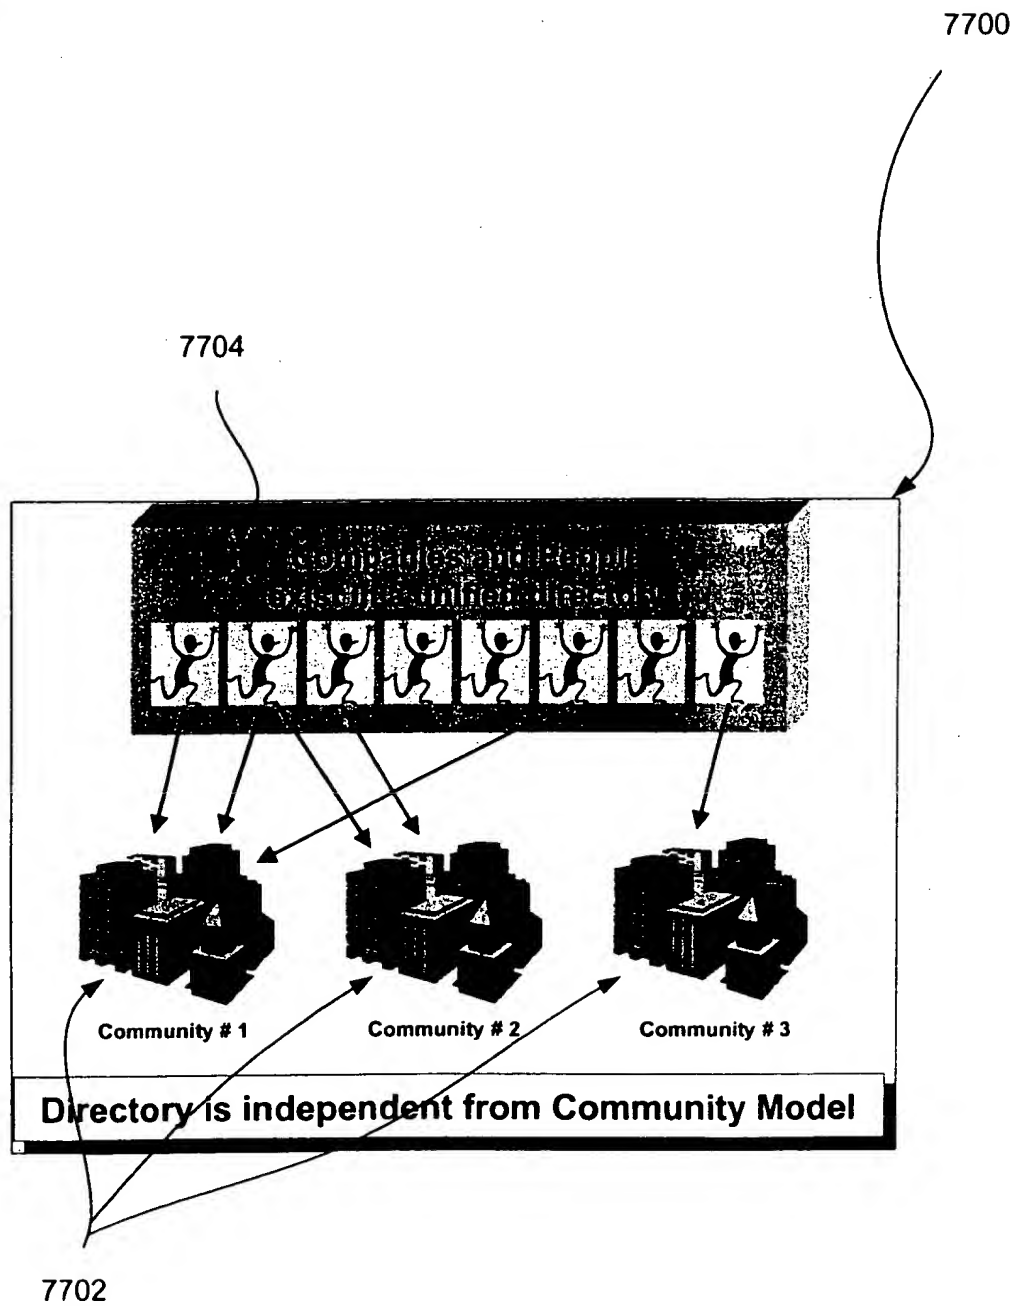 7700
7704
Companies and People
exist in a unified directory
Community # 1
Community # 2
Community # 3
Directory is independent from Community Model
7702